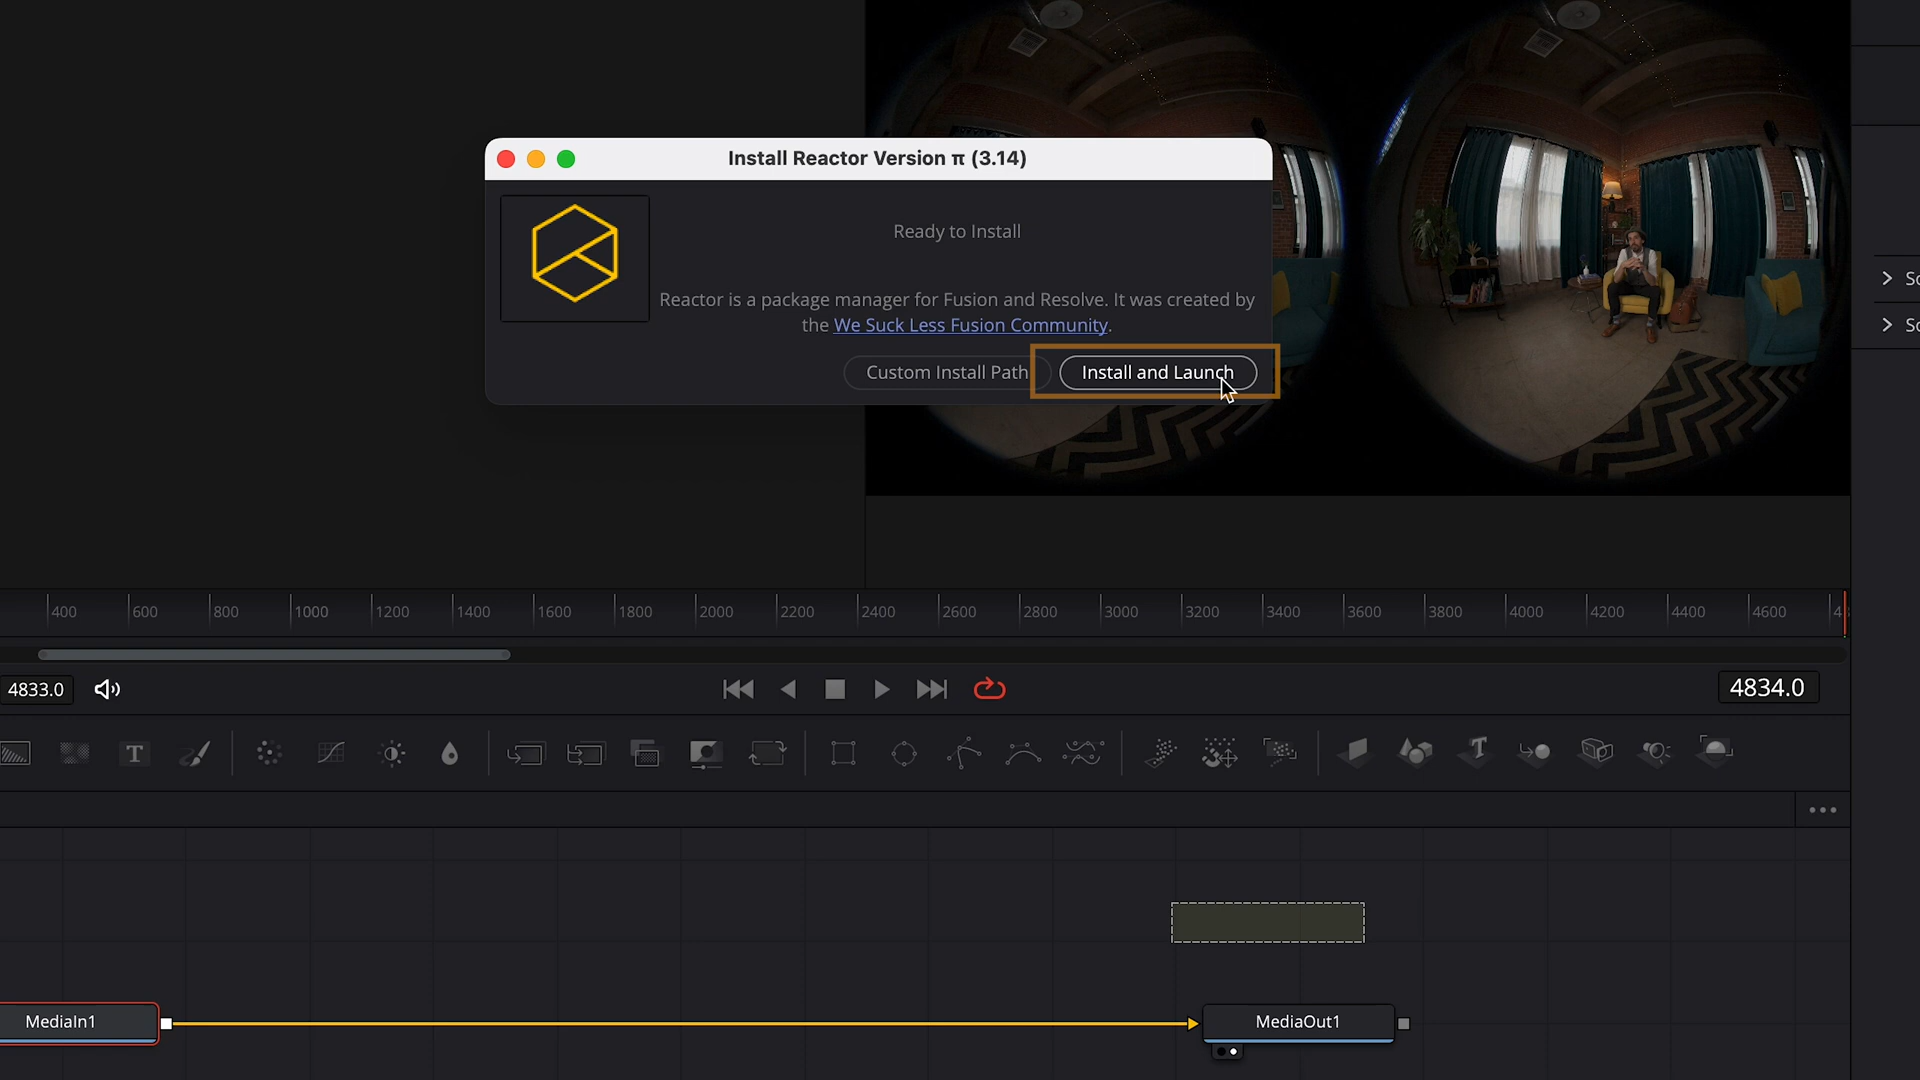 Install Reactor Version π (3.14)
Ready to Install
Reactor is a package manager for Fusion and Resolve. It was created by
the We Suck Less Fusion Community.
Custom Install Path
Install and Launch
400 600 800 1000 1200 1400 1600 1800 2000 2200 2400 2600 2800 3000 3200 3400 3600 3800 4000 4200 4400 4600
4833.0
4834.0
T
T
MediaIn1
MediaOut1